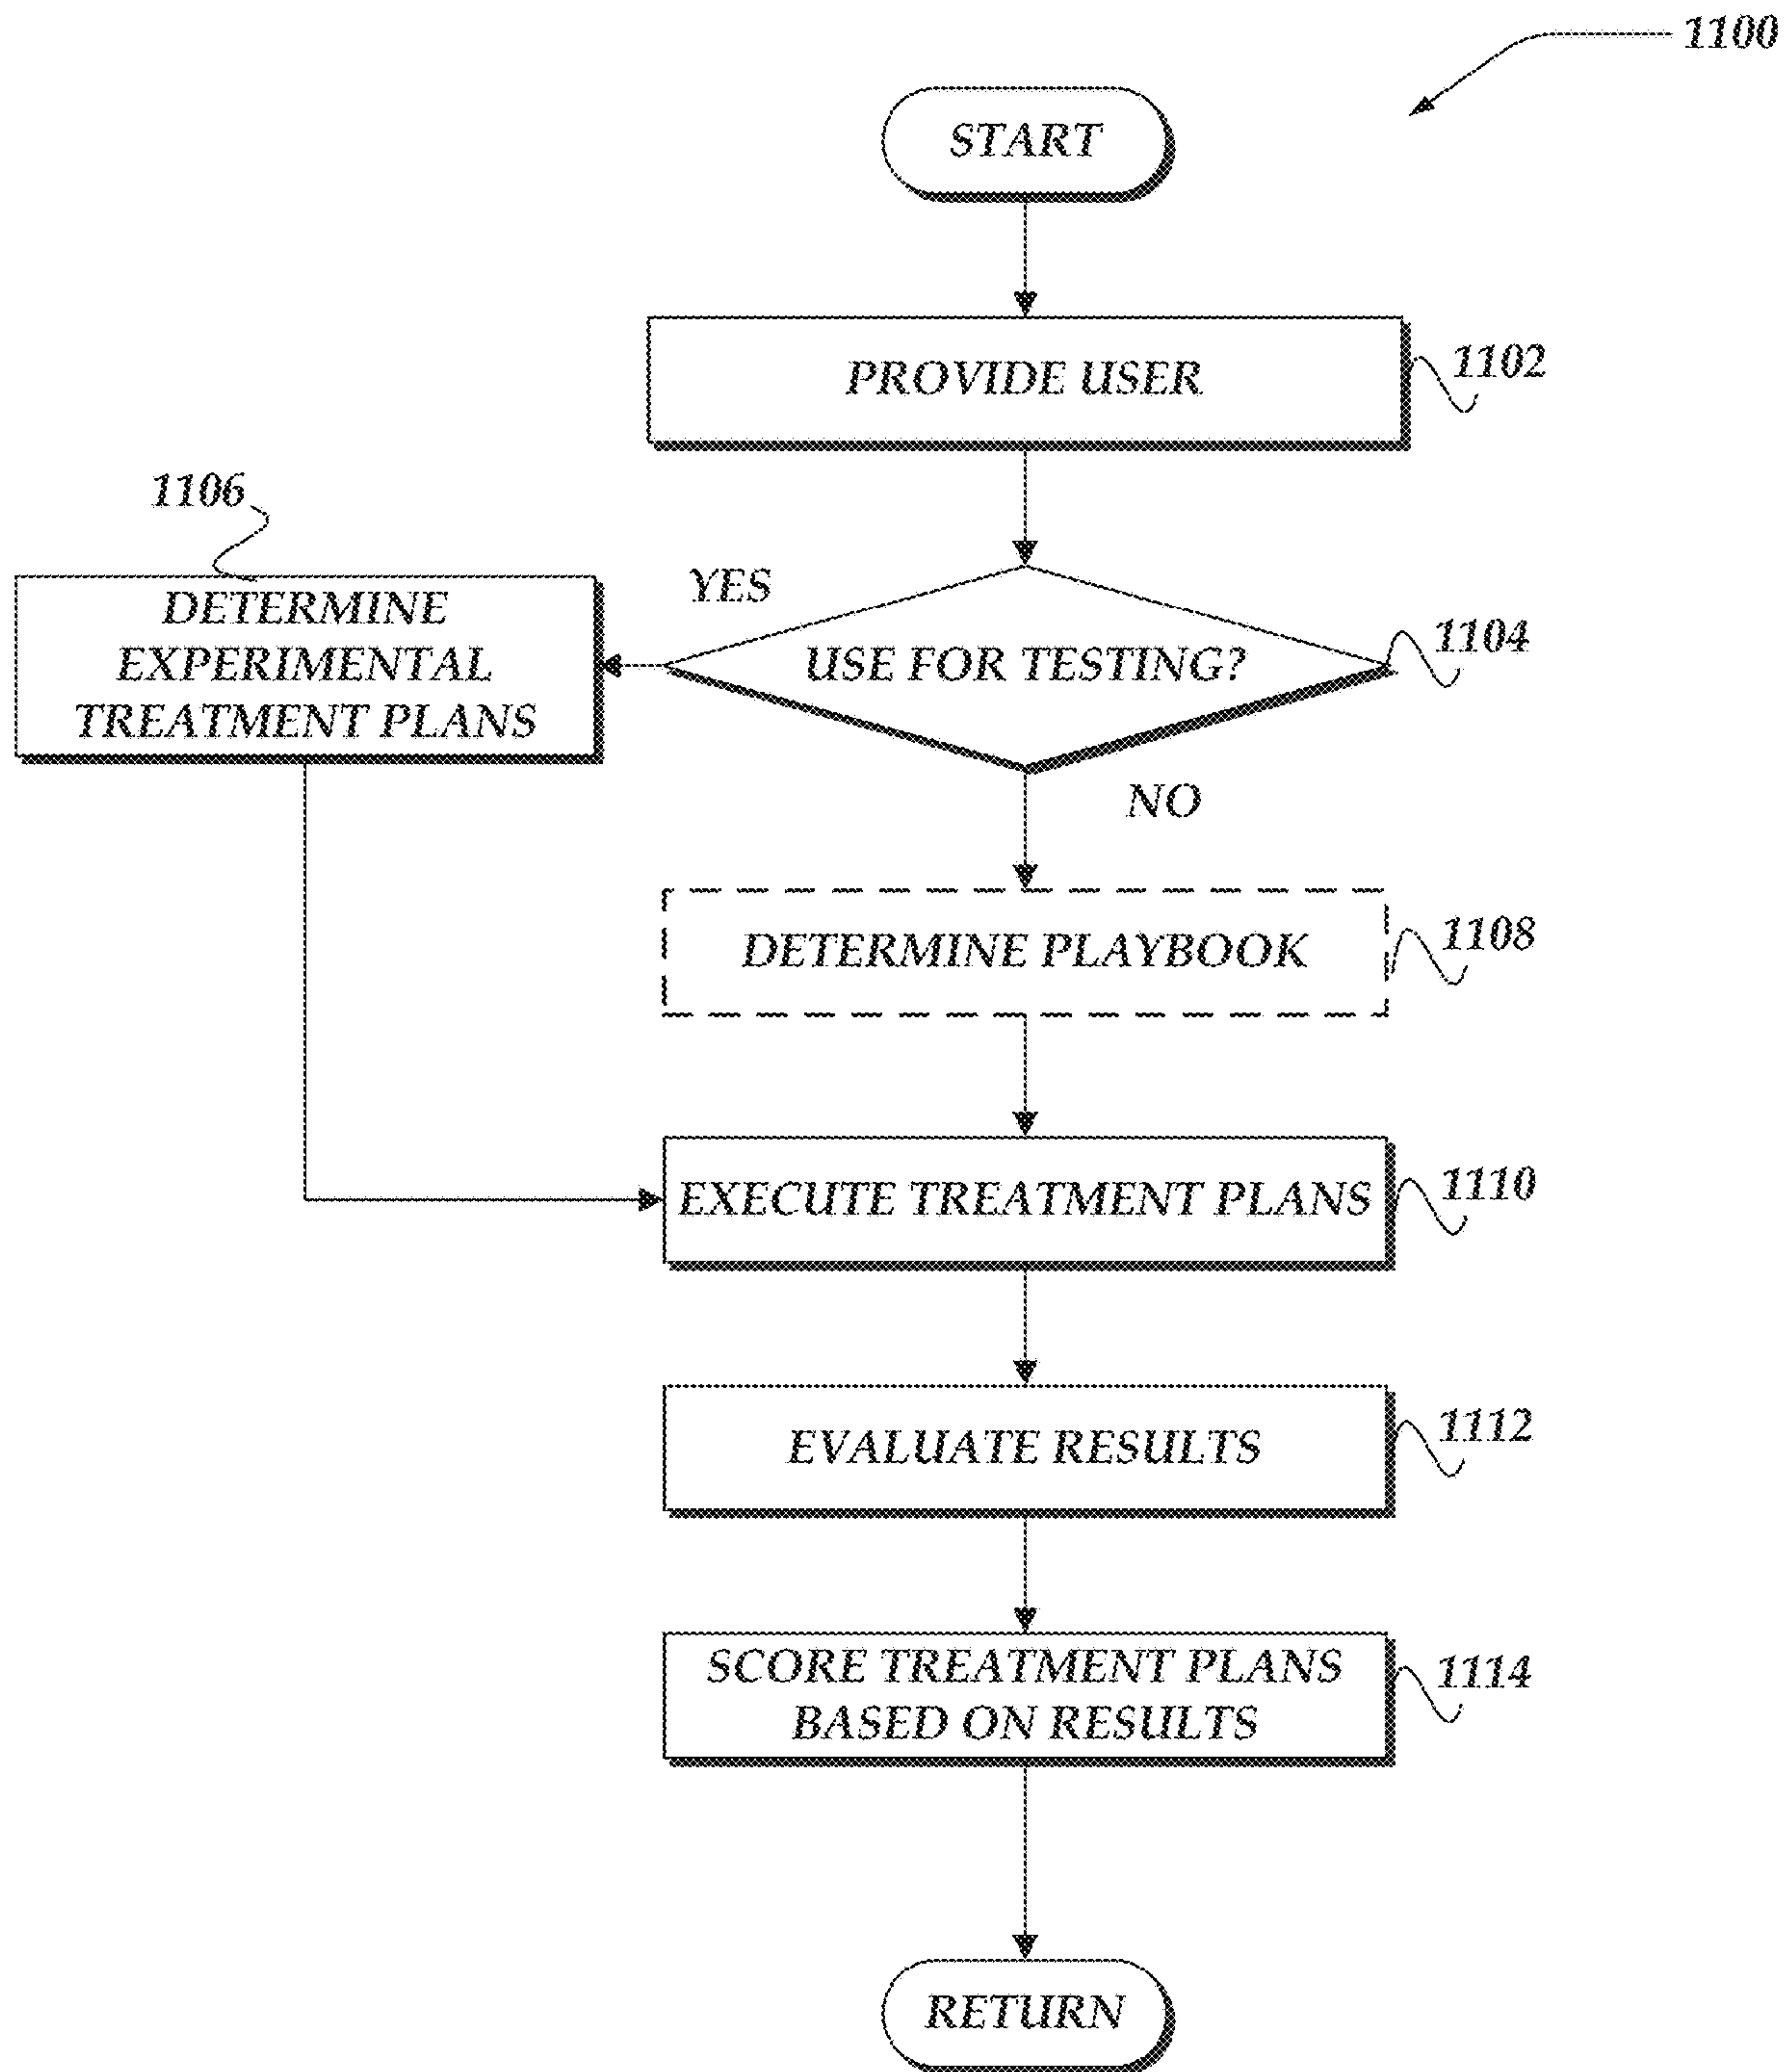 1100
START
PROVIDE USER
1102
1106
YES
DETERMINE
EXPERIMENTAL
TREATMENT PLANS
USE FOR TESTING?
1104
NO
DETERMINE PLAYBOOK
1108
EXECUTE TREATMENT PLANS
1110
EVALUATE RESULTS
1112
SCORE TREATMENT PLANS
BASED ON RESULTS
1114
RETURN